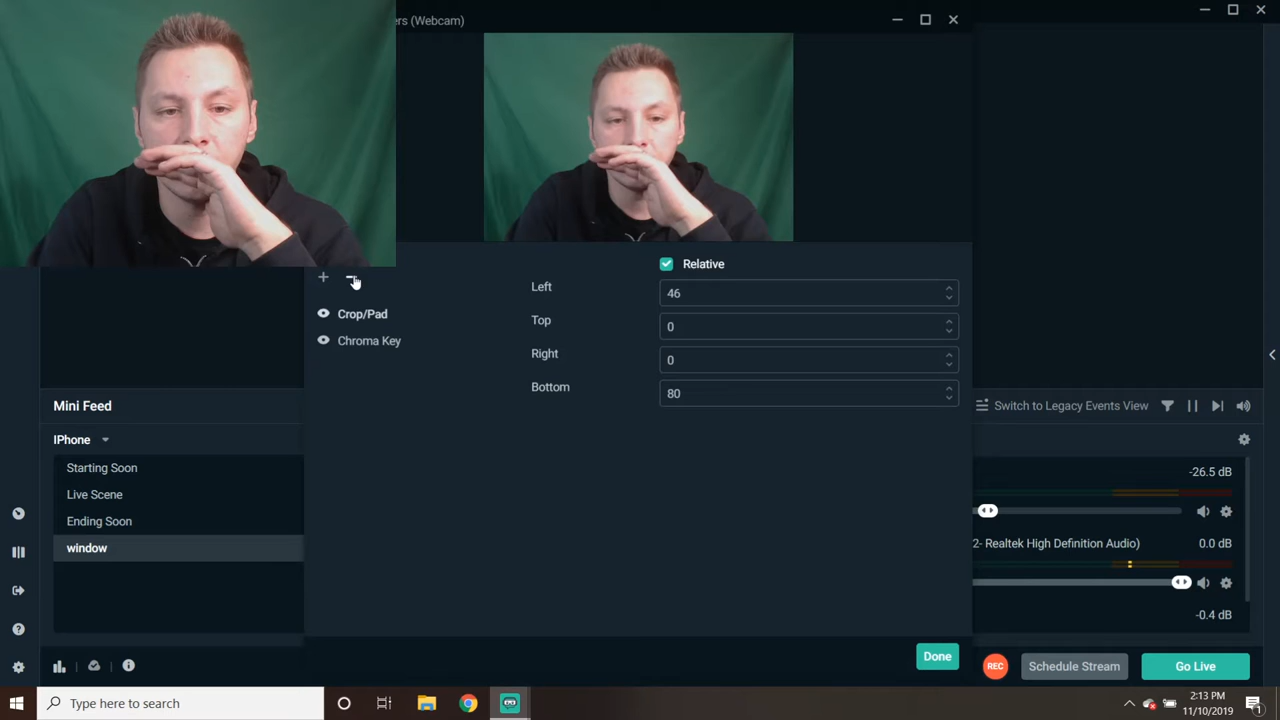 ers (Webcam)
Relative
Left
46
Crop/Pad
Top
0
Chroma Key
Right
0
Bottom
80
Mini Feed
Switch to Legacy Events View
IPhone
Starting Soon
-26.5 dB
Live Scene
Ending Soon
window
2- Realtek High Definition Audio)
0.0 dB
-0.4 dB
Done
REC
Schedule Stream
Go Live
Type here to search
2:13 PM
11/10/2019
1